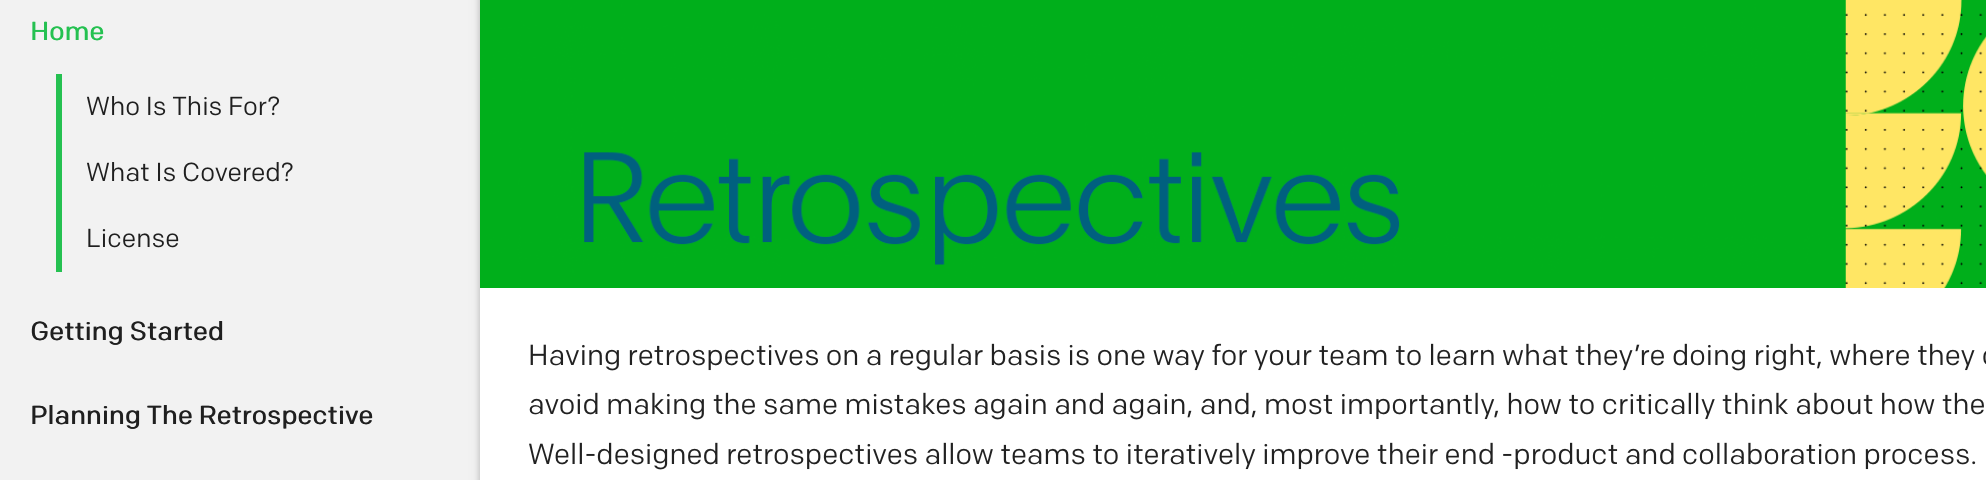 Home
Who Is This For?
What Is Covered?
License
Getting Started
Planning The Retrospective
Retrospectives
Having retrospectives on a regular basis is one way for your team to learn what they’re doing right, where they
avoid making the same mistakes again and again, and, most importantly, how to critically think about how the
Well-designed retrospectives allow teams to iteratively improve their end -product and collaboration process.